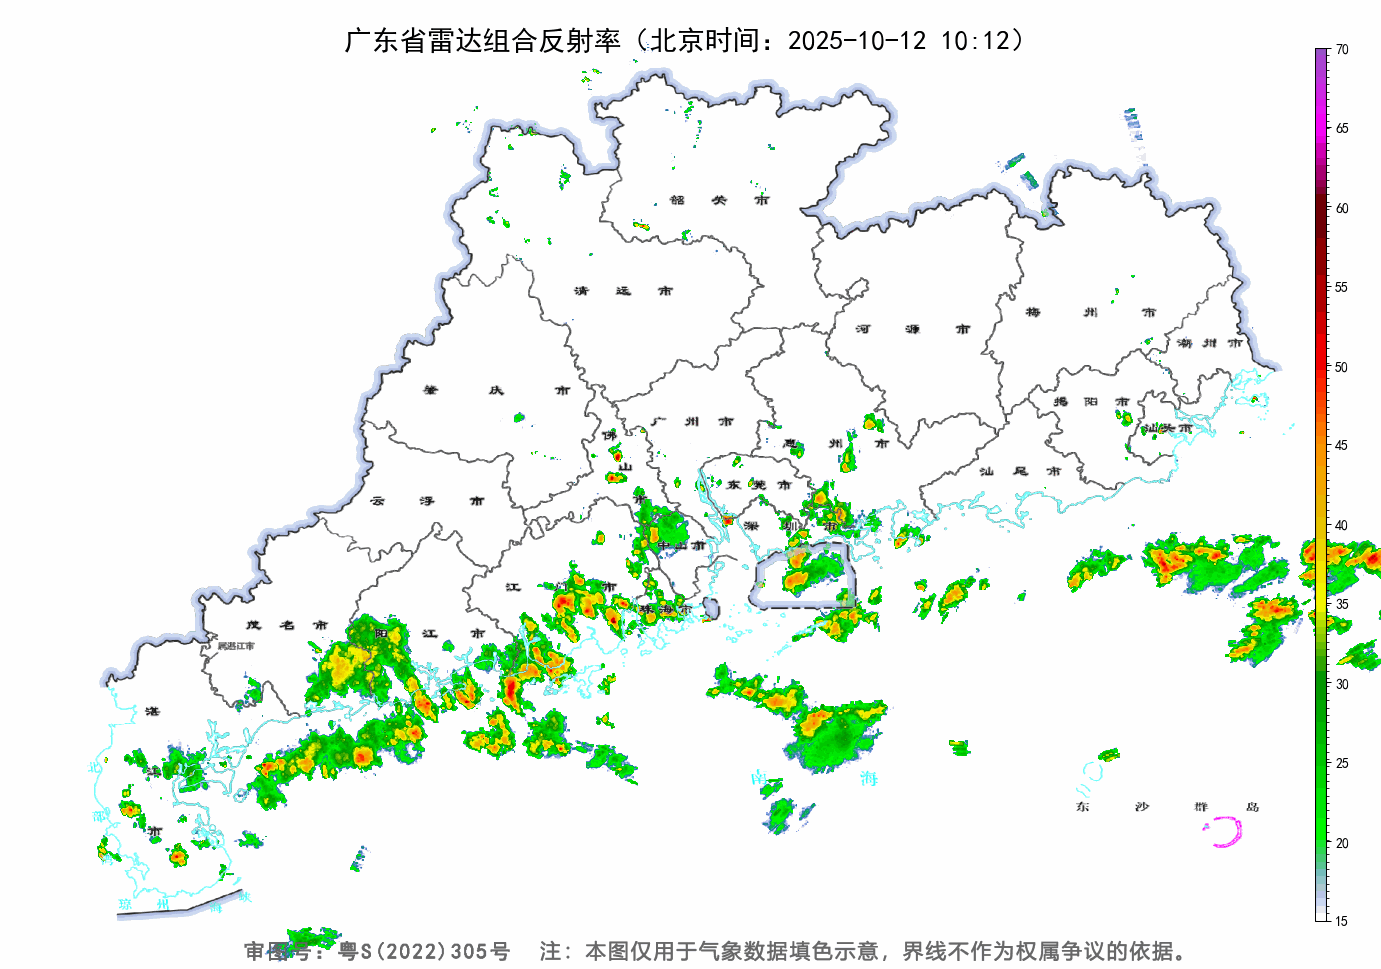 广东省雷达组合反射率（北京时间：2025-10-12 10:12）
70
65
60
55
50
45
40
35
30
25
20
15
韶关市
清远市
河源市
梅州市
潮州市
肇庆市
广州市
佛山市
惠州市
揭阳市
汕头市
汕尾市
云浮市
东莞市
深圳市
中山市
江门市
珠海市
茂名市
属湛江市
阳江市
湛江市
北部
南海
东沙群岛
琼州海峡
审图号：粤S(2022)305号 注：本图仅用于气象数据填色示意，界线不作为权属争议的依据。